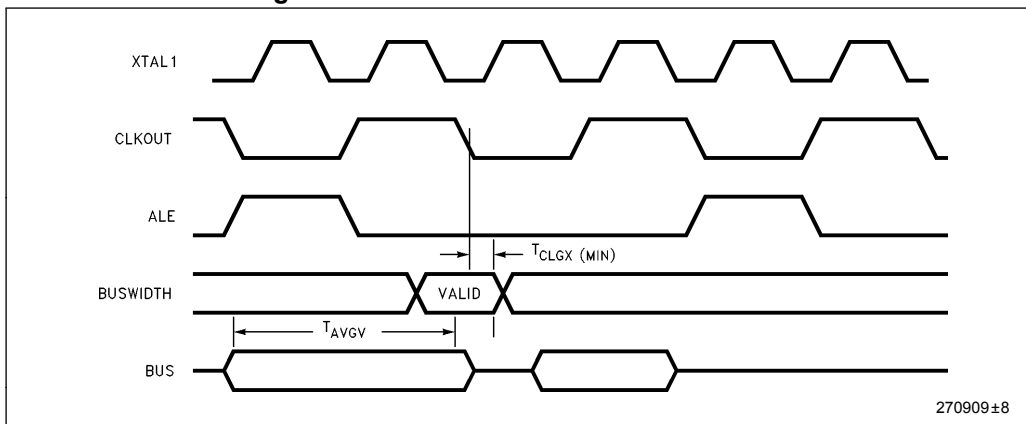 XTAL1
CLKOUT
ALE
TCLGX (MIN)
BUSWIDTH
VALID
TAVGV
BUS
270909±8